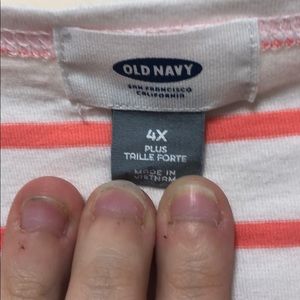 OLD NAVY
SAN FRANCISCO
CALIFORNIA
4X
PLUS
TAILLE FORTE
MADE IN
VIETNAM